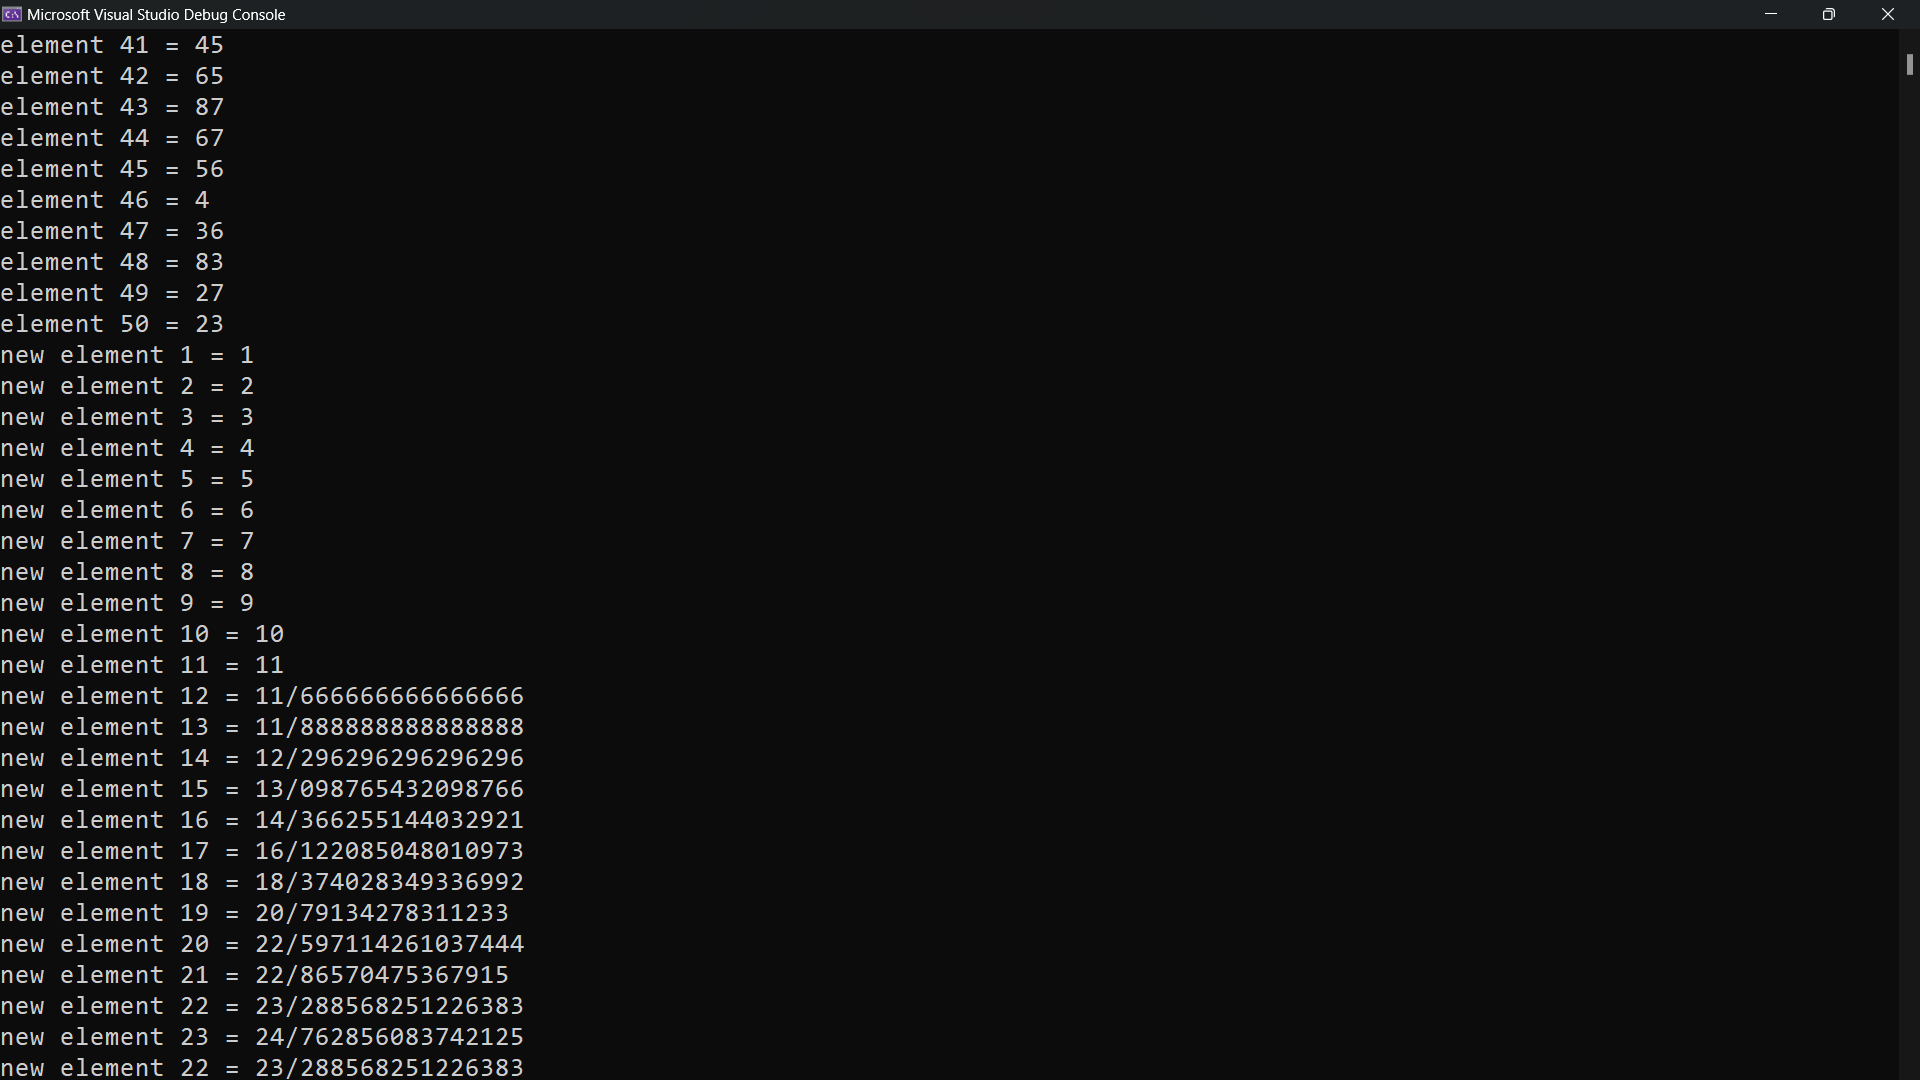 Microsoft Visual Studio Debug Console
element 41 = 45
element 42 = 65
element 43 = 87
element 44 = 67
element 45 = 56
element 46 = 4
element 47 = 36
element 48 = 83
element 49 = 27
element 50 = 23
new element 1 = 1
new element 2 = 2
new element 3 = 3
new element 4 = 4
new element 5 = 5
new element 6 = 6
new element 7 = 7
new element 8 = 8
new element 9 = 9
new element 10 = 10
new element 11 = 11
new element 12 = 11/666666666666666
new element 13 = 11/888888888888888
new element 14 = 12/296296296296296
new element 15 = 13/098765432098766
new element 16 = 14/366255144032921
new element 17 = 16/122085048010973
new element 18 = 18/374028349336992
new element 19 = 20/79134278311233
new element 20 = 22/597114261037444
new element 21 = 22/86570475367915
new element 22 = 23/288568251226383
new element 23 = 24/762856083742125
new element 22 = 23/288568251226383